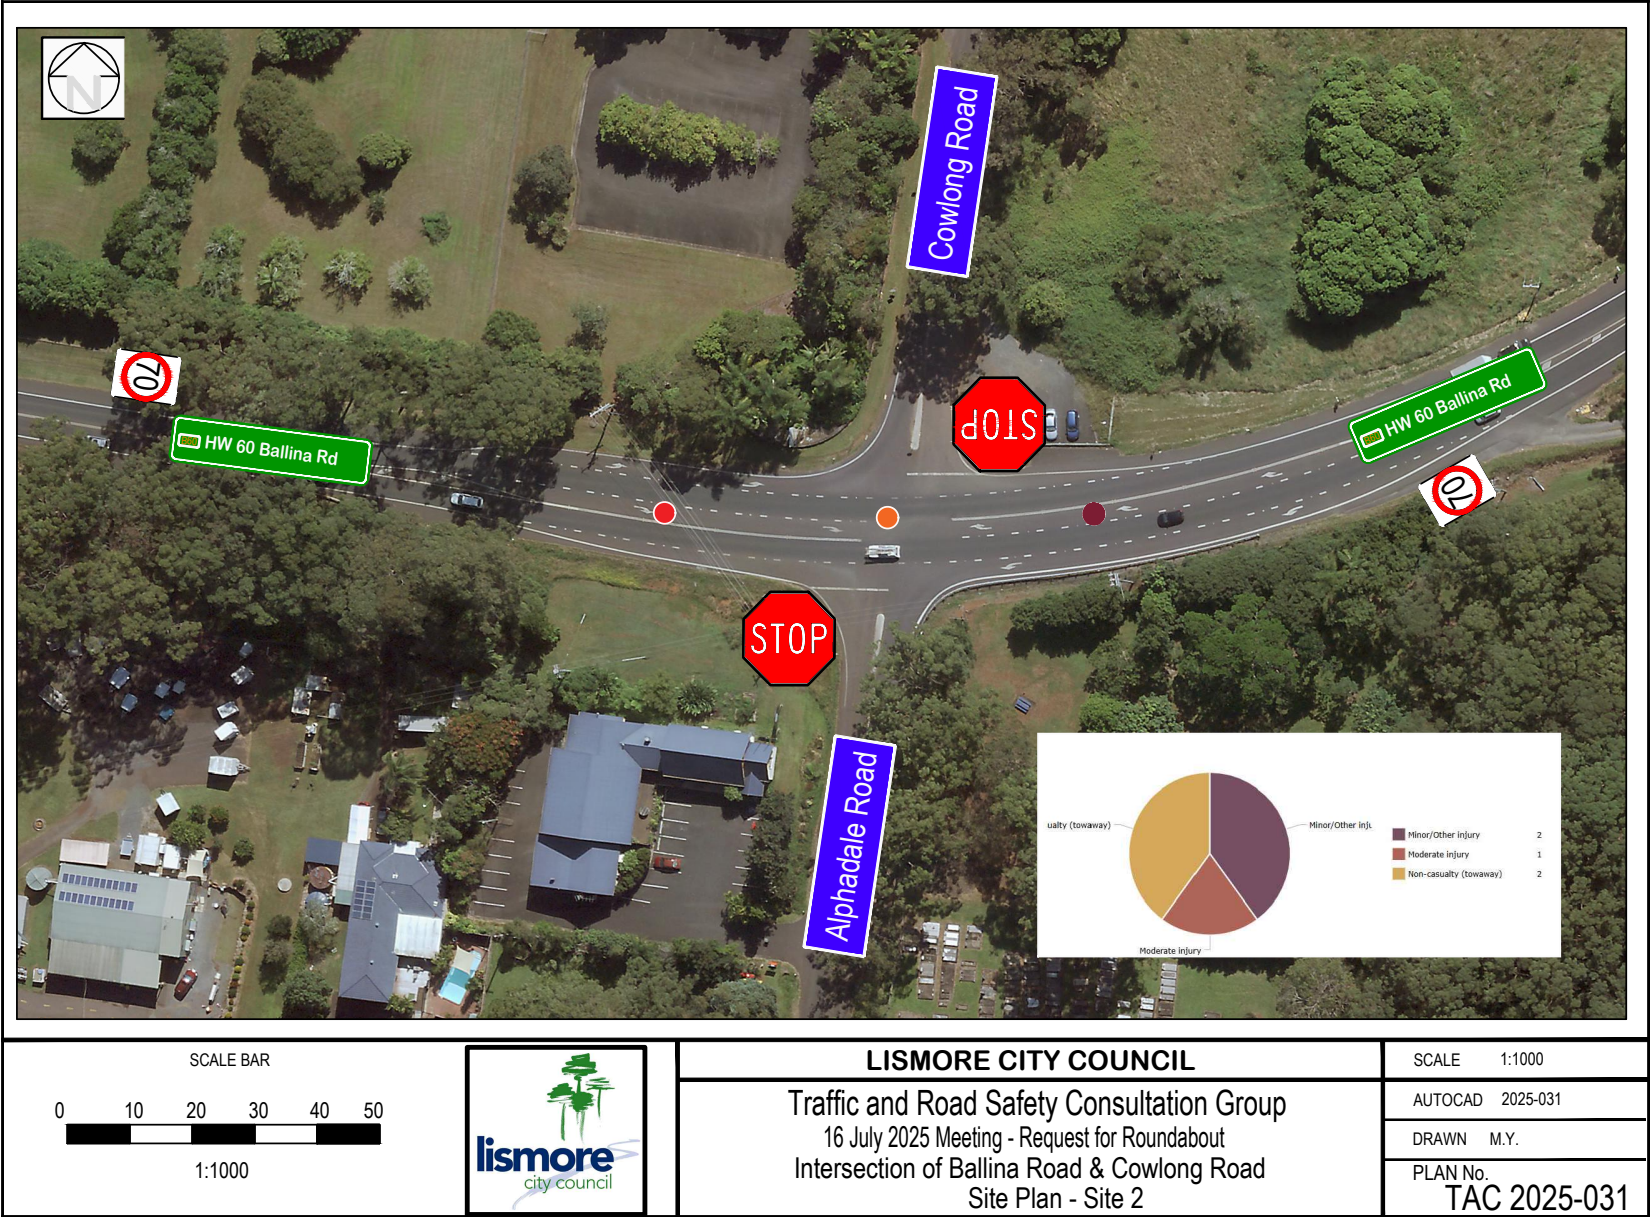 N
Cowlong Road
70
HW 60 Ballina Rd
STOP
HW 60 Ballina Rd
70
STOP
Alphadale Road
ualty (towaway)
Minor/Other inju
Moderate injury
Minor/Other injury 2
Moderate injury 1
Non-casualty (towaway) 2
SCALE BAR
0 10 20 30 40 50
1:1000
lismore
city council
LISMORE CITY COUNCIL
Traffic and Road Safety Consultation Group
16 July 2025 Meeting - Request for Roundabout
Intersection of Ballina Road & Cowlong Road
Site Plan - Site 2
SCALE 1:1000
AUTOCAD 2025-031
DRAWN M.Y.
PLAN No.
TAC 2025-031